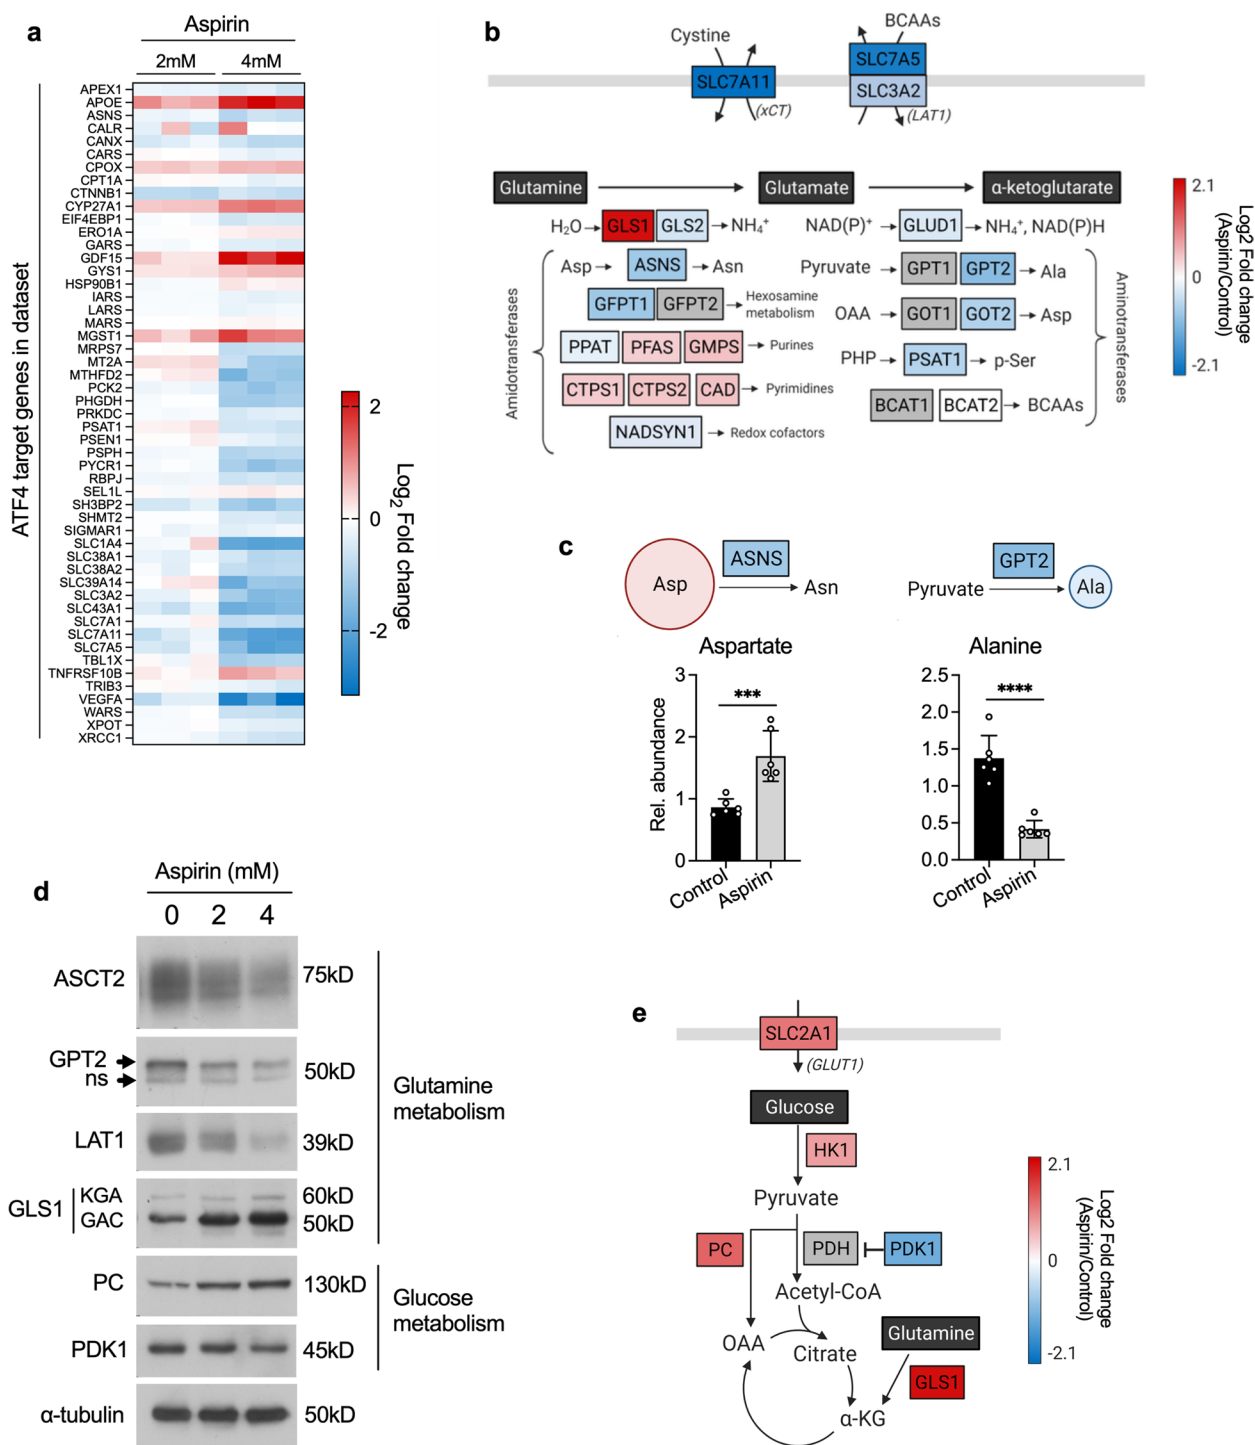 a
Aspirin
2mM 4mM
ATF4 target genes in dataset
APEX1
APOE
ASNS
CALR
CANX
CARS
CPOX
CPT1A
CTNNB1
CYP27A1
EIF4EBP1
ERO1A
GARS
GDF15
GYS1
HSP90B1
IARS
LARS
MARS
MGST1
MRPS7
MT2A
MTHFD2
PCK2
PHGDH
PRKDC
PSAT1
PSEN1
PSPH
PYCR1
RBPJ
SEL1L
SH3BP2
SHMT2
SIGMAR1
SLC1A4
SLC38A1
SLC38A2
SLC39A14
SLC3A2
SLC43A1
SLC7A1
SLC7A11
SLC7A5
TBL1X
TNFRSF10B
TRIB3
VEGFA
WARS
XPOT
XRCC1
2
0
-2
Log2 Fold change
b
Cystine
SLC7A11
(xCT)
BCAAs
SLC7A5
SLC3A2
(LAT1)
Glutamine Glutamate α-ketoglutarate
H2O GLS1 GLS2 NH4+ NAD(P)+ GLUD1 NH4+, NAD(P)H
Amidotransferases
Asp ASNS Asn
GFPT1 GFPT2 Hexosamine
metabolism
PPAT PFAS GMPS Purines
CTPS1 CTPS2 CAD Pyrimidines
NADSYN1 Redox cofactors
Pyruvate GPT1 GPT2 Ala
OAA GOT1 GOT2 Asp
PHP PSAT1 p-Ser
BCAT1 BCAT2 BCAAs
Aminotransferases
2.1
0
-2.1
Log2 Fold change
(Aspirin/Control)
c
Asp ASNS Asn
Pyruvate GPT2 Ala
Aspartate
Rel. abundance
3
2
1
0
***
Control Aspirin
Alanine
2.5
2.0
1.5
1.0
0.5
0.0
****
Control Aspirin
d
Aspirin (mM)
0 2 4
ASCT2 75kD
GPT2
ns
50kD
LAT1 39kD
GLS1
KGA 60kD
GAC 50kD
Glutamine
metabolism
PC 130kD
PDK1 45kD
Glucose
metabolism
α-tubulin 50kD
e
SLC2A1
(GLUT1)
Glucose
HK1
Pyruvate
PC PDH PDK1
Acetyl-CoA
OAA Citrate
Glutamine
GLS1
α-KG
2.1
0
-2.1
Log2 Fold change
(Aspirin/Control)